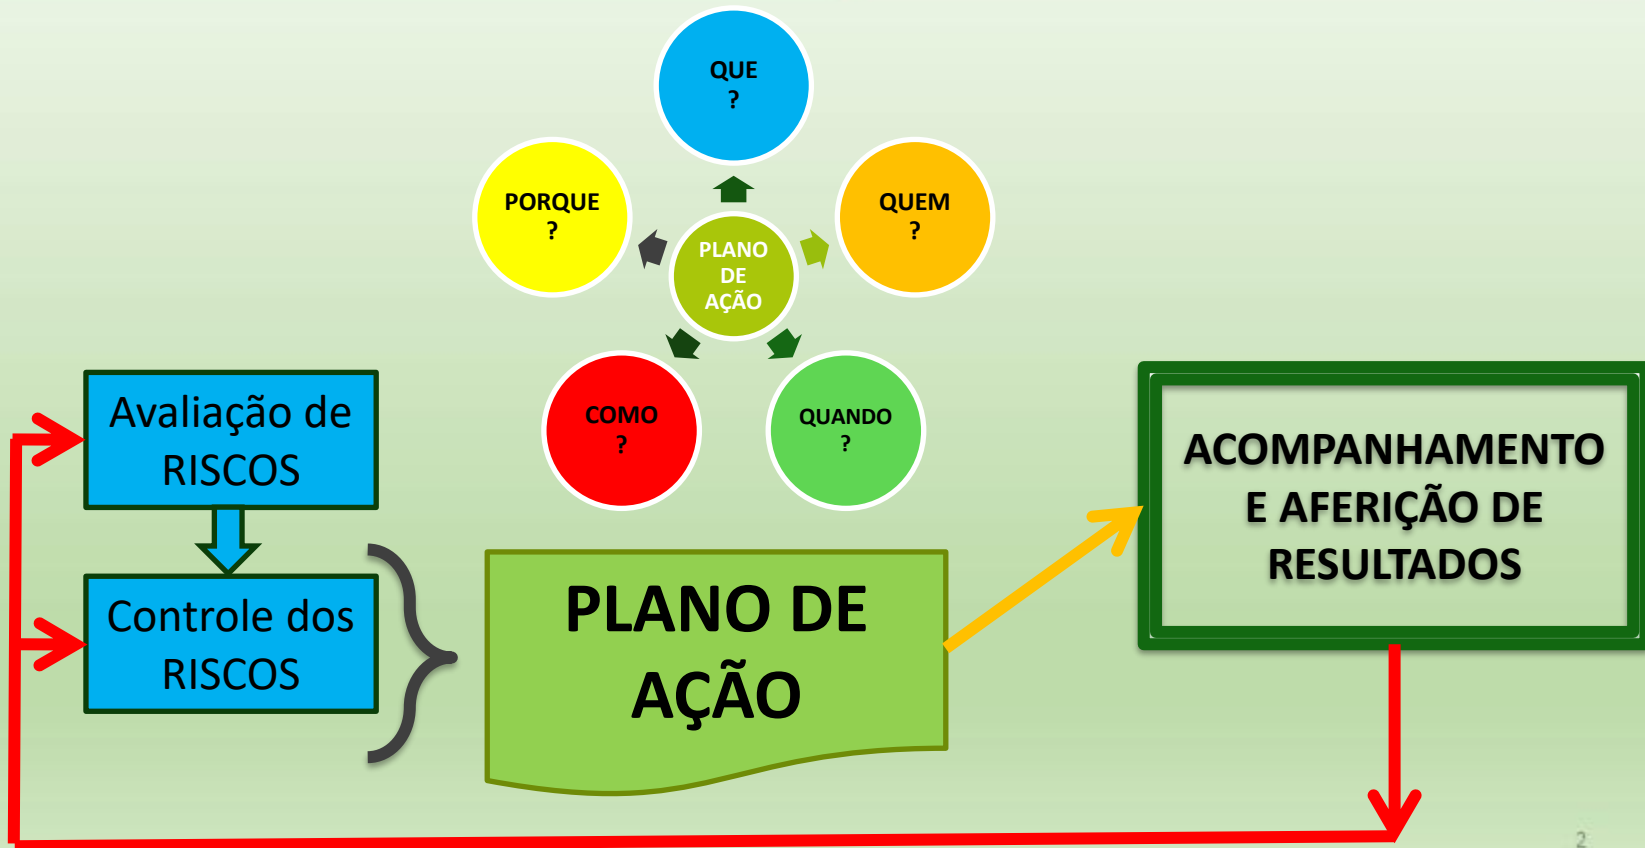 QUE
?
PORQUE
?
QUEM
?
PLANO
DE
AÇÃO
COMO
?
QUANDO
?
Avaliação de
RISCOS
Controle dos
RISCOS
PLANO DE
AÇÃO
ACOMPANHAMENTO
E AFERIÇÃO DE
RESULTADOS
2